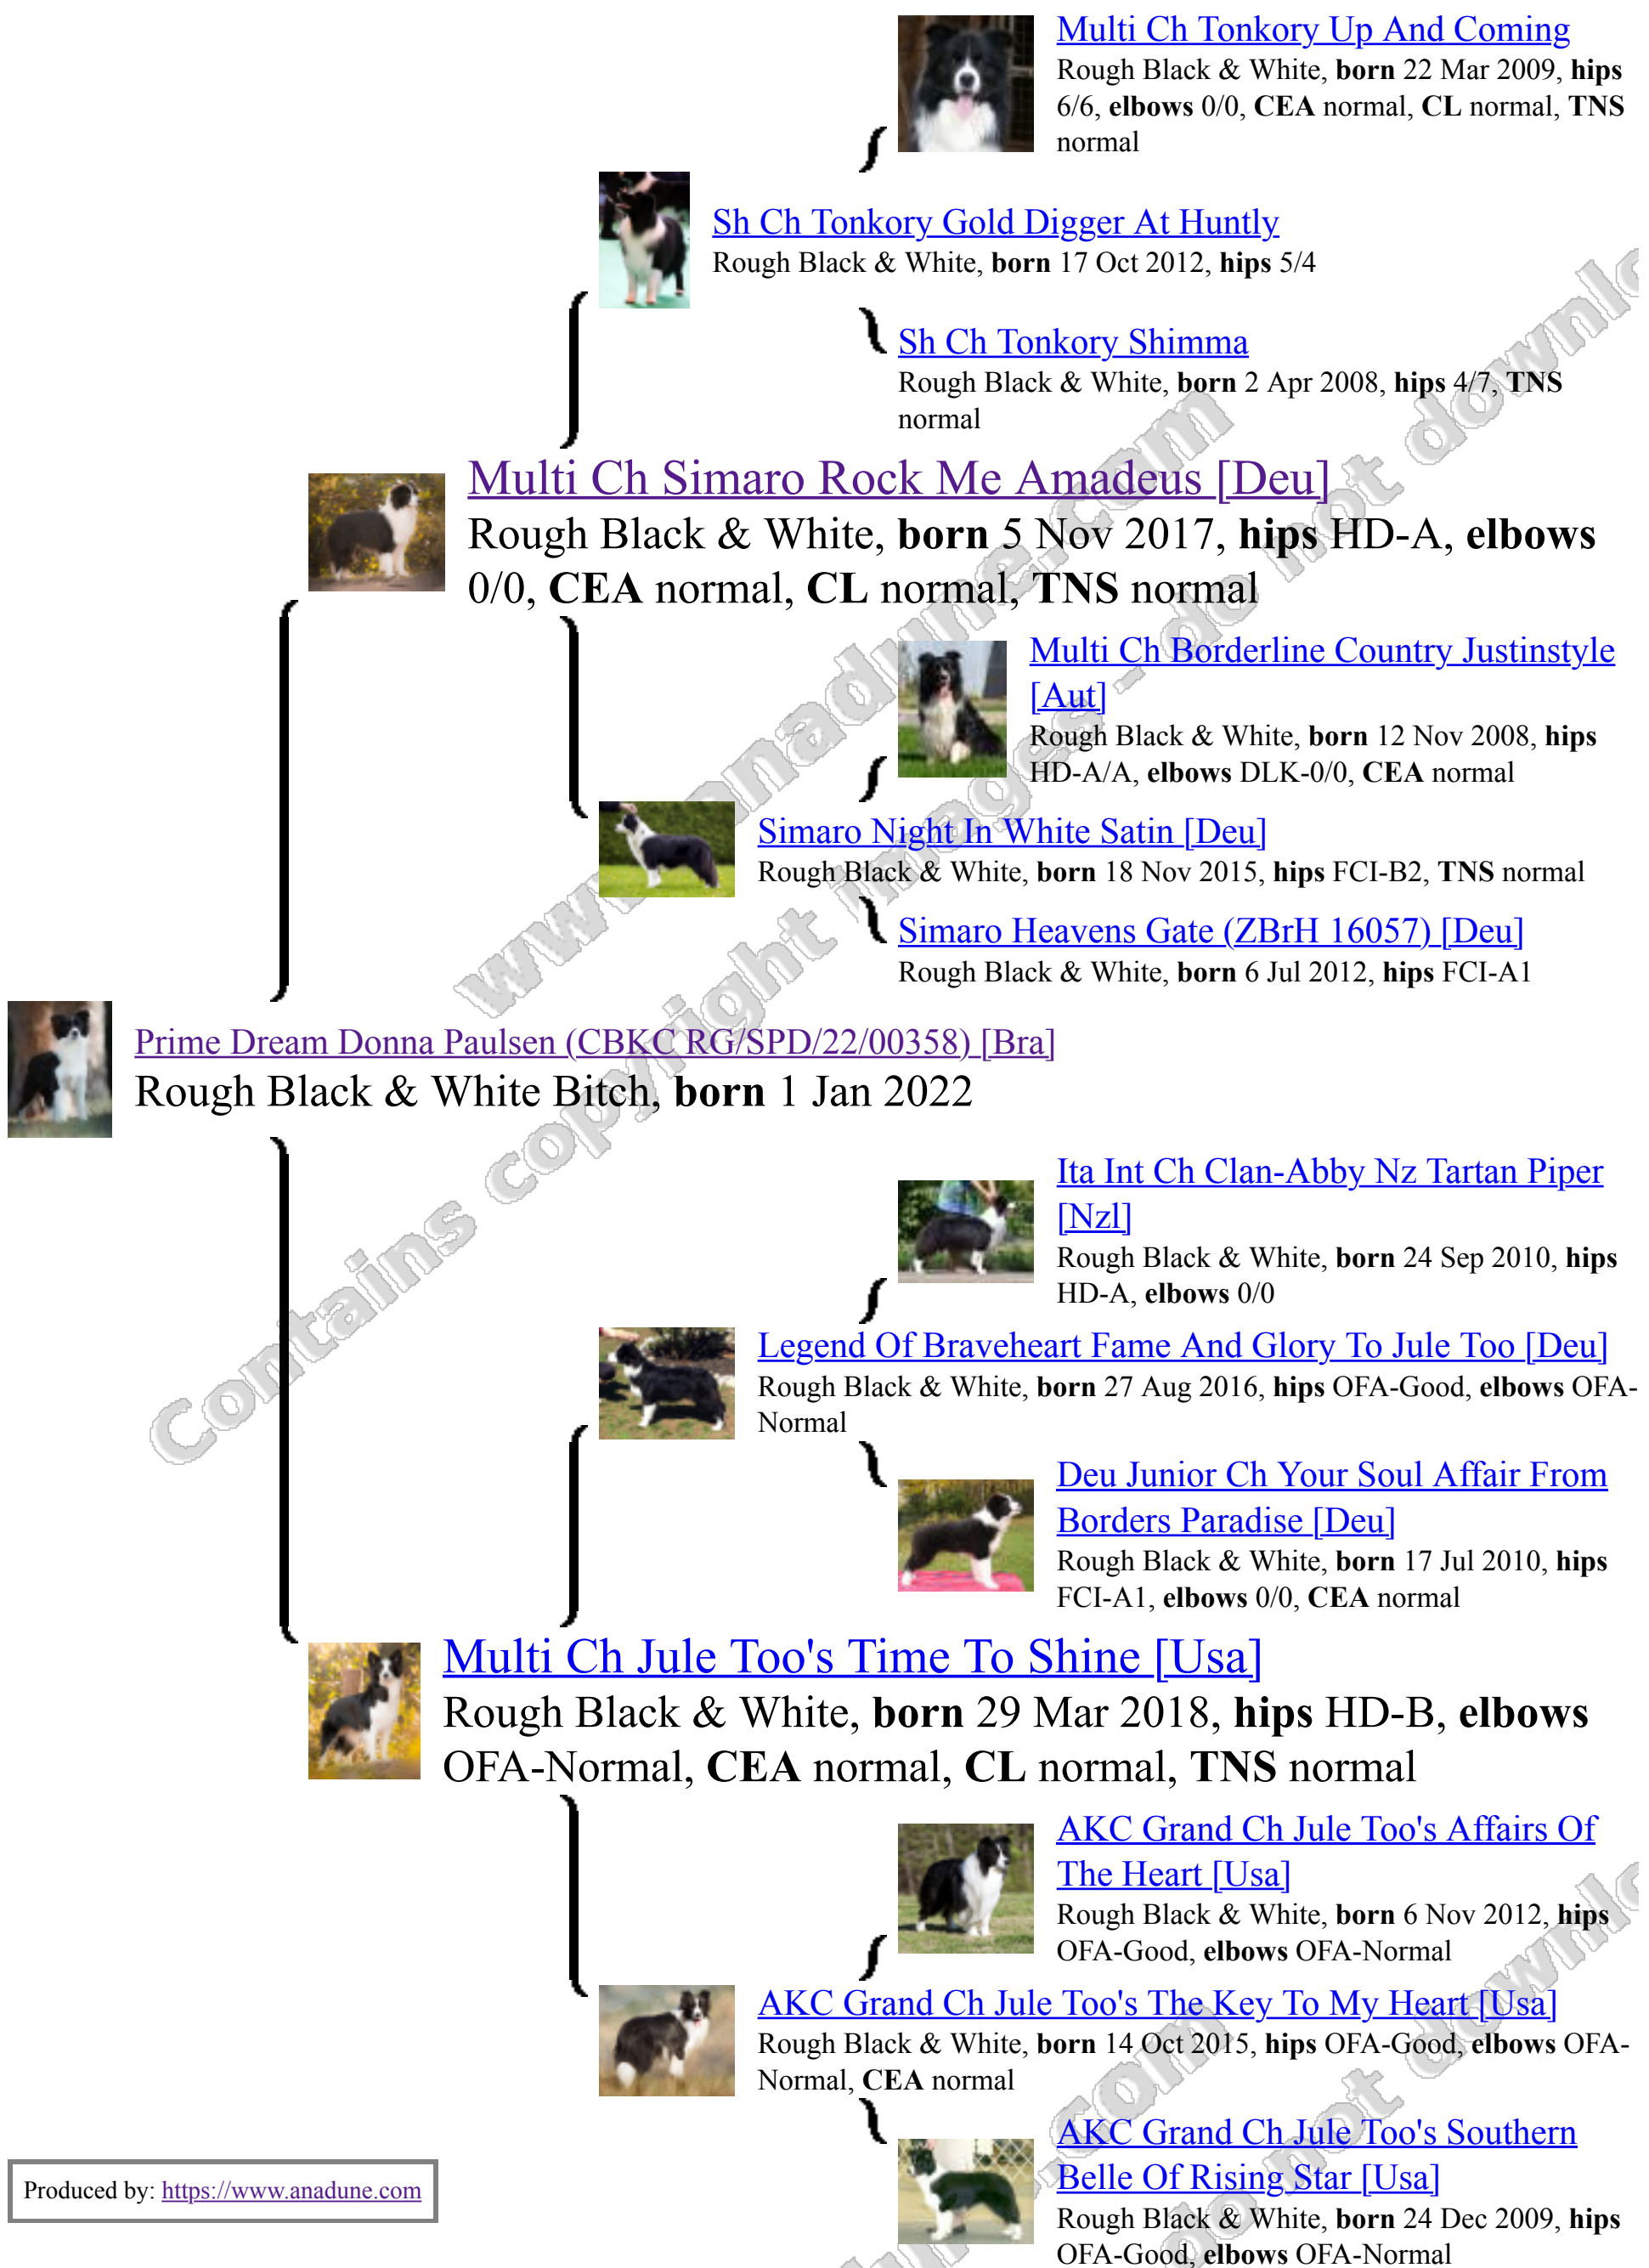 Multi Ch Tonkory Up And Coming
Rough Black & White, born 22 Mar 2009, hips
6/6, elbows 0/0, CEA normal, CL normal, TNS
normal
Sh Ch Tonkory Gold Digger At Huntly
Rough Black & White, born 17 Oct 2012, hips 5/4
Sh Ch Tonkory Shimma
Rough Black & White, born 2 Apr 2008, hips 4/7, TNS
normal
Multi Ch Simaro Rock Me Amadeus [Deu]
Rough Black & White, born 5 Nov 2017, hips HD-A, elbows
0/0, CEA normal, CL normal, TNS normal
Multi Ch Borderline Country Justinstyle
[Aut]
Rough Black & White, born 12 Nov 2008, hips
HD-A/A, elbows DLK-0/0, CEA normal
Simaro Night In White Satin [Deu]
Rough Black & White, born 18 Nov 2015, hips FCI-B2, TNS normal
Simaro Heavens Gate (ZBrH 16057) [Deu]
Rough Black & White, born 6 Jul 2012, hips FCI-A1
Prime Dream Donna Paulsen (CBKC RG/SPD/22/00358) [Bra]
Rough Black & White Bitch, born 1 Jan 2022
Ita Int Ch Clan-Abby Nz Tartan Piper
[Nzl]
Rough Black & White, born 24 Sep 2010, hips
HD-A, elbows 0/0
Legend Of Braveheart Fame And Glory To Jule Too [Deu]
Rough Black & White, born 27 Aug 2016, hips OFA-Good, elbows OFA-
Normal
Deu Junior Ch Your Soul Affair From
Borders Paradise [Deu]
Rough Black & White, born 17 Jul 2010, hips
FCI-A1, elbows 0/0, CEA normal
Multi Ch Jule Too's Time To Shine [Usa]
Rough Black & White, born 29 Mar 2018, hips HD-B, elbows
OFA-Normal, CEA normal, CL normal, TNS normal
AKC Grand Ch Jule Too's Affairs Of
The Heart [Usa]
Rough Black & White, born 6 Nov 2012, hips
OFA-Good, elbows OFA-Normal
AKC Grand Ch Jule Too's The Key To My Heart [Usa]
Rough Black & White, born 14 Oct 2015, hips OFA-Good, elbows OFA-
Normal, CEA normal
AKC Grand Ch Jule Too's Southern
Belle Of Rising Star [Usa]
Rough Black & White, born 24 Dec 2009, hips
OFA-Good, elbows OFA-Normal
Produced by: https://www.anadune.com
www.anadune.com
Contains copyright images - do not